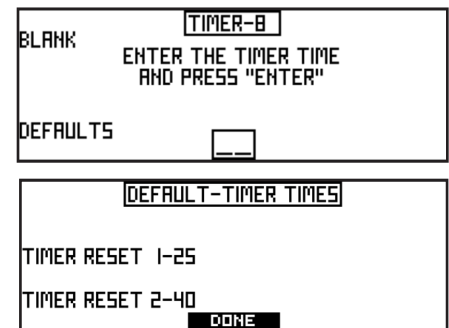 TIMER-8
BLANK
ENTER THE TIMER TIME
AND PRESS "ENTER"
DEFAULTS
_ _
DEFAULT-TIMER TIMES
TIMER RESET 1-25
TIMER RESET 2-40
DONE